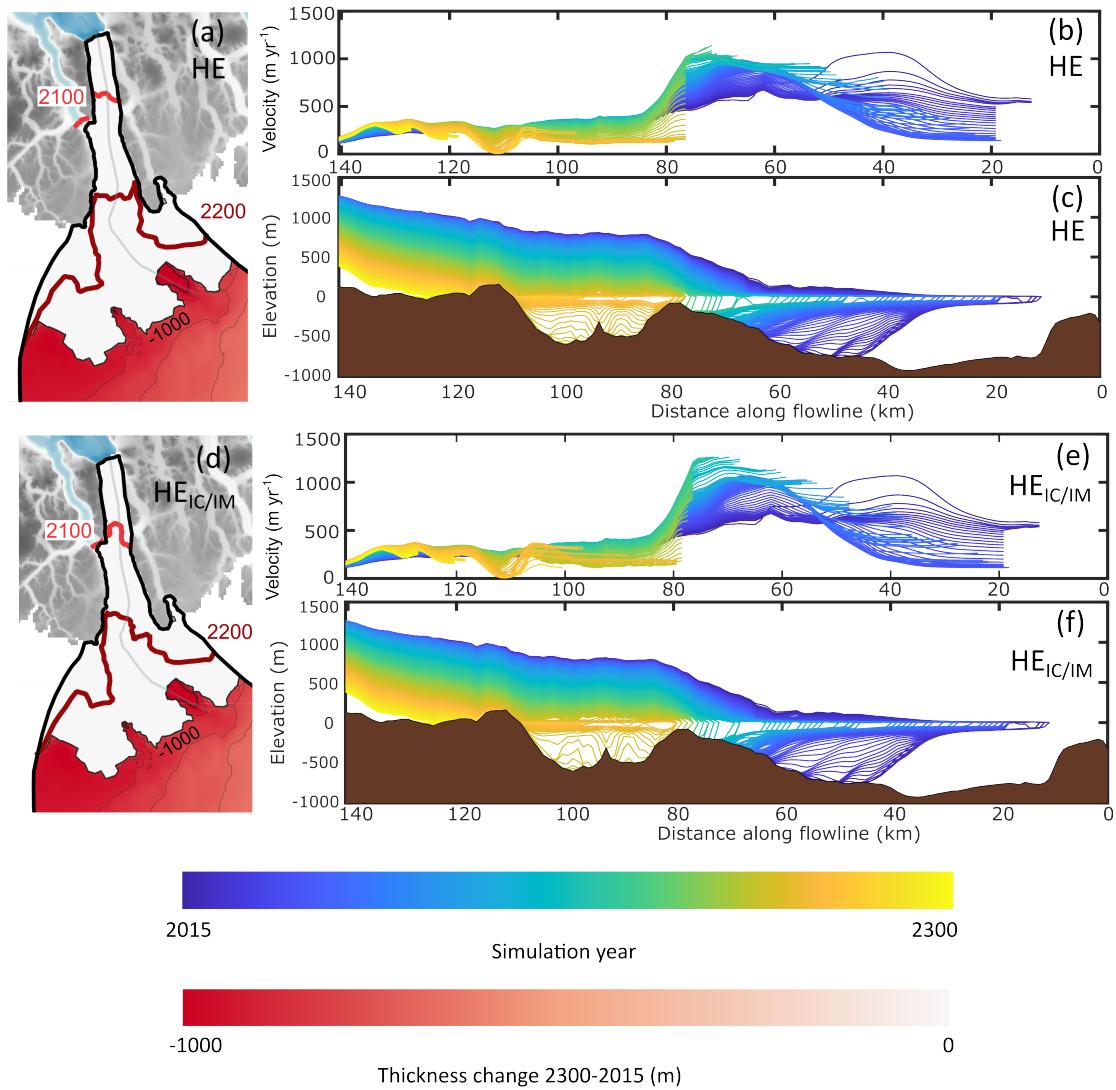 (a)
HE
2100
2200
-1000
(b)
HE
Velocity (m yr-1)
1500
1000
500
0
140 120 100 80 60 40 20 0
(c)
HE
Elevation (m)
1500
1000
500
0
-500
-1000
140 120 100 80 60 40 20 0
Distance along flowline (km)
(d)
HEIC/IM
2100
2200
-1000
(e)
HEIC/IM
Velocity (m yr-1)
1500
1000
500
0
140 120 100 80 60 40 20 0
(f)
HEIC/IM
Elevation (m)
1500
1000
500
0
-500
-1000
140 120 100 80 60 40 20 0
Distance along flowline (km)
2015 2300
Simulation year
-1000 0
Thickness change 2300-2015 (m)